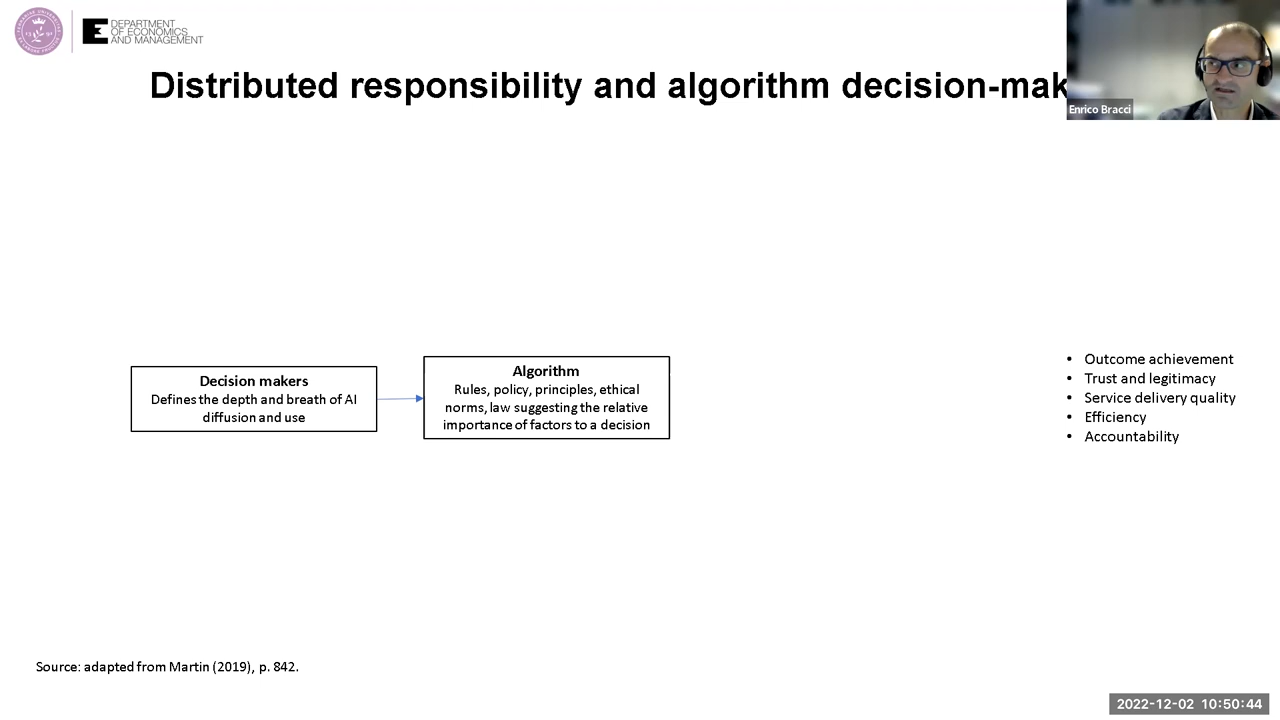 DEPARTMENT
OF ECONOMICS
AND MANAGEMENT
Distributed responsibility and algorithm decision-mak
Enrico Bracci
Decision makers
Defines the depth and breath of AI
diffusion and use
Algorithm
Rules, policy, principles, ethical
norms, law suggesting the relative
importance of factors to a decision
• Outcome achievement
• Trust and legitimacy
• Service delivery quality
• Efficiency
• Accountability
Source: adapted from Martin (2019), p. 842.
2022-12-02 10:50:44